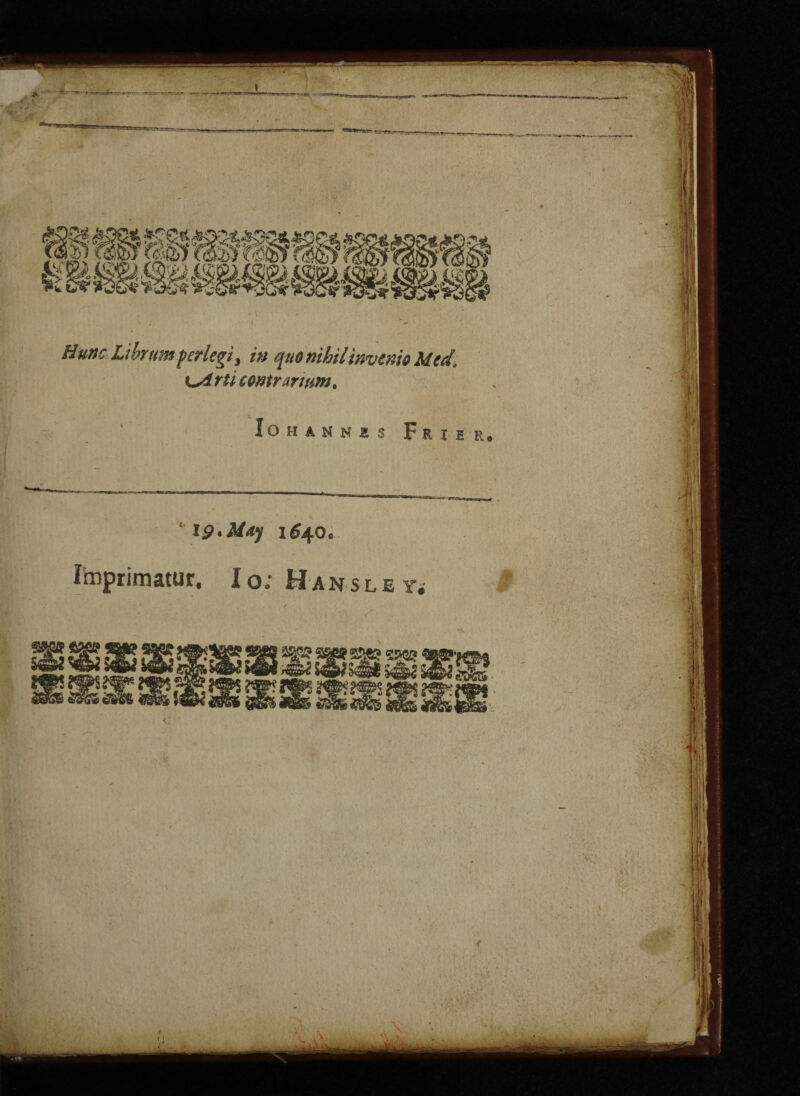 Hunc Librum perlegi, in quo nihil invenio Med.
Arti contrarium.
IOHANNES FRIER.
19. May 1640.
Imprimatur. Io: HANSLEY.